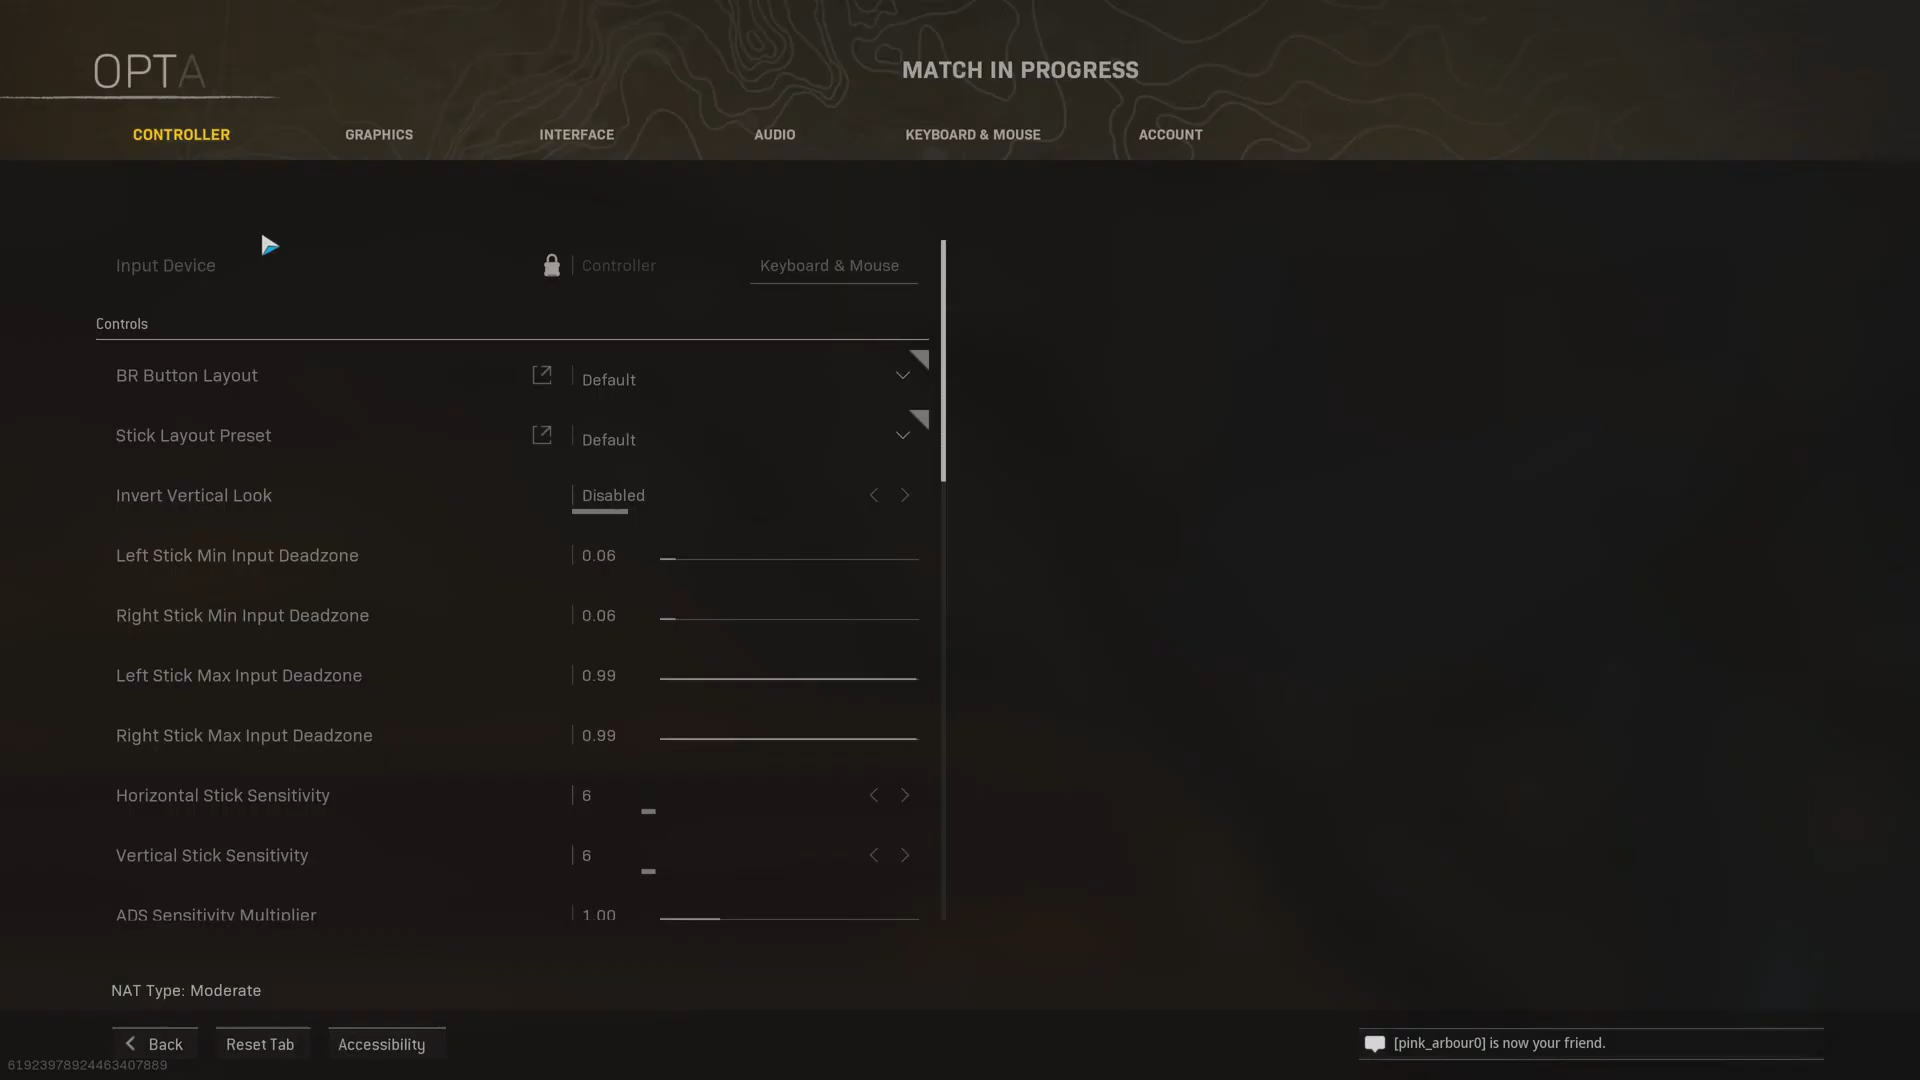 OPTA
MATCH IN PROGRESS
CONTROLLER
GRAPHICS
INTERFACE
AUDIO
KEYBOARD & MOUSE
ACCOUNT
Input Device
Controller
Keyboard & Mouse
Controls
BR Button Layout
Default
Stick Layout Preset
Default
Invert Vertical Look
Disabled
Left Stick Min Input Deadzone
0.06
Right Stick Min Input Deadzone
0.06
Left Stick Max Input Deadzone
0.99
Right Stick Max Input Deadzone
0.99
Horizontal Stick Sensitivity
6
Vertical Stick Sensitivity
6
ADS Sensitivity Multiplier
1.00
NAT Type: Moderate
Back
Reset Tab
Accessibility
[pink_arbour0] is now your friend.
61923978924463407889